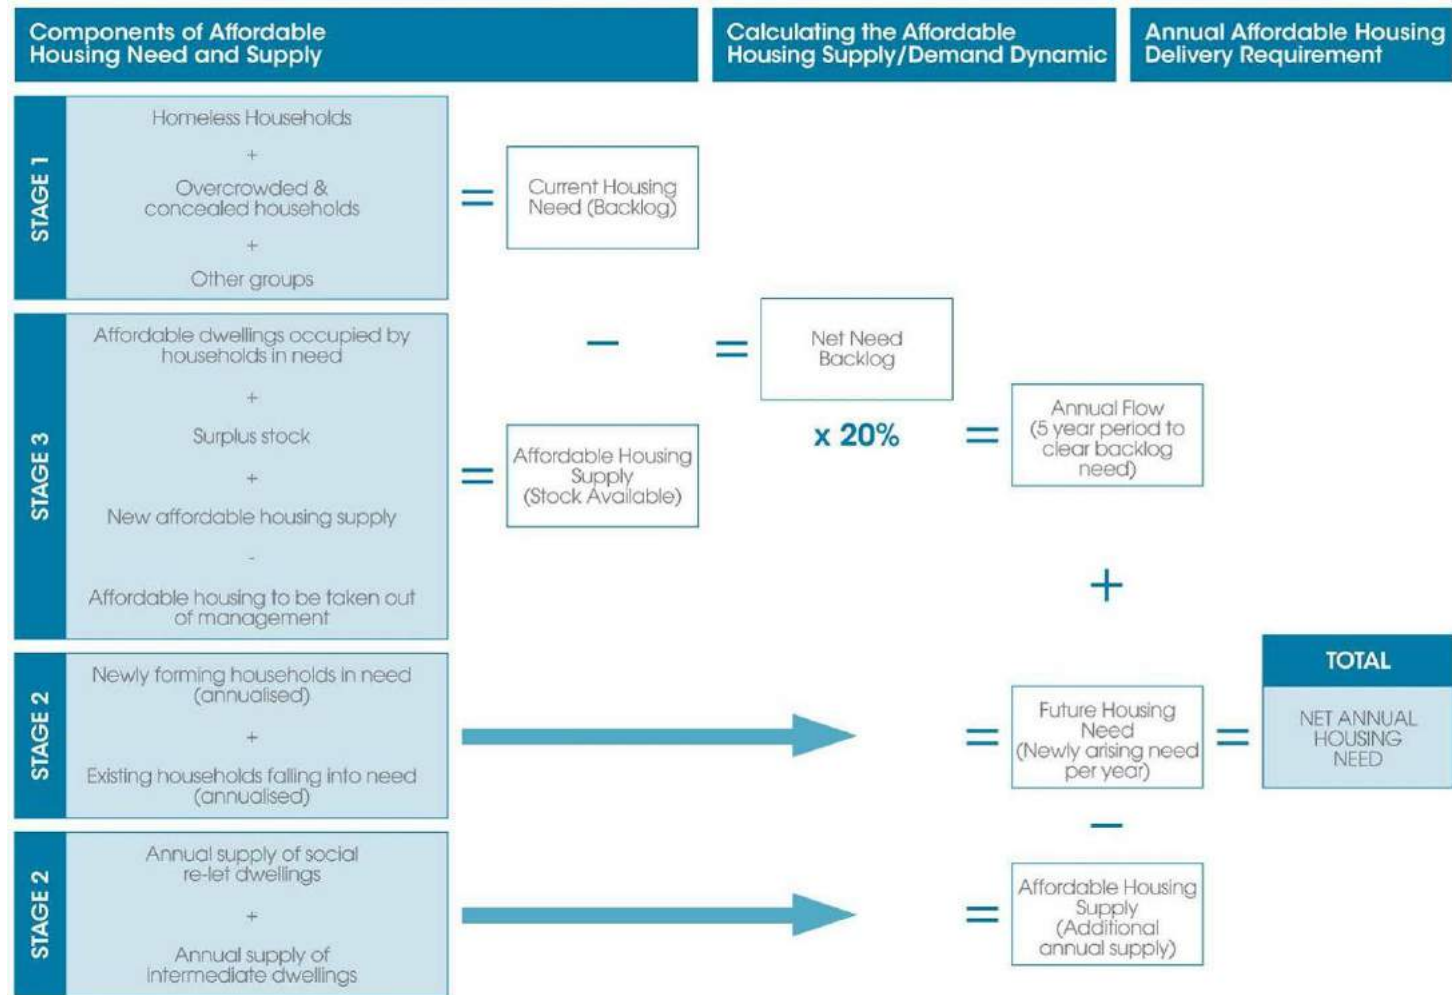 Components of Affordable
Housing Need and Supply
Calculating the Affordable
Housing Supply/Demand Dynamic
Annual Affordable Housing
Delivery Requirement
STAGE 1
Homeless Households
+
Overcrowded &
concealed households
+
Other groups
=
Current Housing
Need (Backlog)
STAGE 3
Affordable dwellings occupied by
households in need
+
Surplus stock
+
New affordable housing supply
-
Affordable housing to be taken out
of management
=
Affordable Housing
Supply
(Stock Available)
–
=
Net Need
Backlog
x 20%
=
Annual Flow
(5 year period to
clear backlog
need)
+
STAGE 2
Newly forming households in need
(annualised)
+
Existing households falling into need
(annualised)
=
Future Housing
Need
(Newly arising need
per year)
=
TOTAL
NET ANNUAL
HOUSING
NEED
–
STAGE 2
Annual supply of social
re-let dwellings
+
Annual supply of
intermediate dwellings
=
Affordable Housing
Supply
(Additional
annual supply)